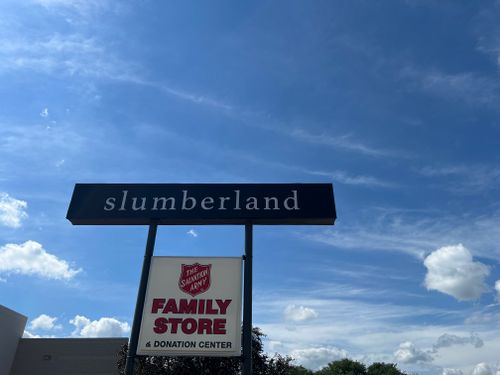 slumberland
THE
SALVATION
ARMY
FAMILY
STORE
& DONATION CENTER